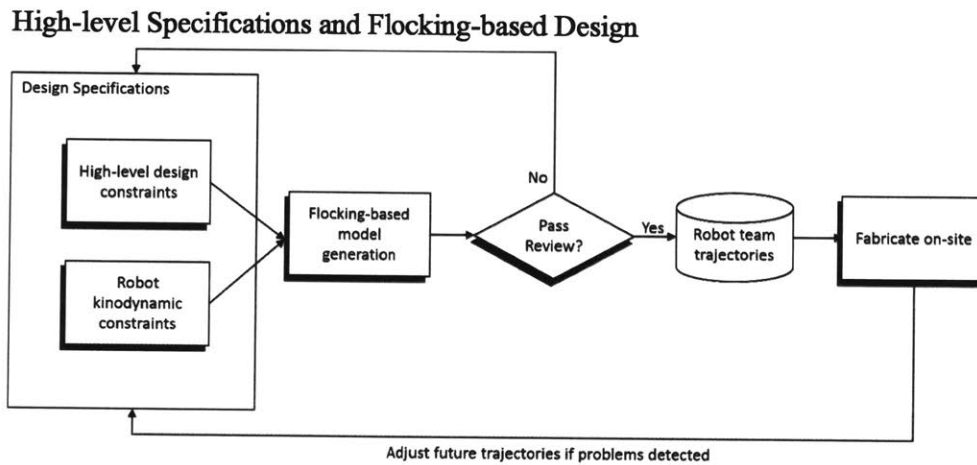 High-level Specifications and Flocking-based Design
Design Specifications
High-level design
constraints
Robot
kinodynamic
constraints
Flocking-based
model
generation
No
Pass
Review?
Yes
Robot team
trajectories
Fabricate on-site
Adjust future trajectories if problems detected